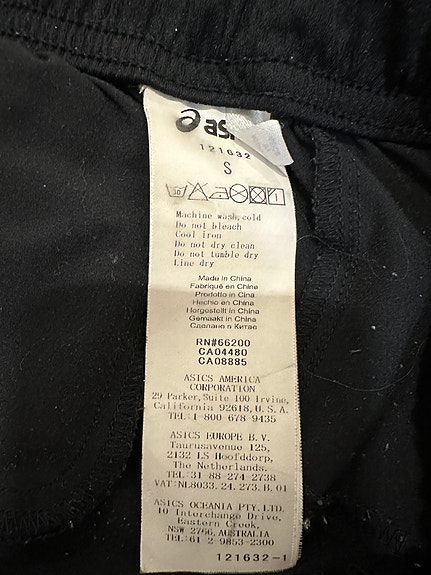 121632
S
30
Machine wash, cold
Do not bleach
Cool iron
Do not dry clean
Do not tumble dry
Line dry
Made in China
Fabriqué en Chine
Prodotto in Cina
Hecho en China
Hergestellt in China
Gemaakt in China
Сделано в Китае
RN#66200
CA04480
CA08885
ASICS AMERICA
CORPORATION
29 Parker, Suite 100 Irvine,
California 92618, U. S. A.
TEL:1-800 678 9435
ASICS EUROPE B. V.
Taurusavenue 125,
2132 LS Hoofddorp,
The Netherlands.
TEL: 31 88 274-2738
VAT:NL8033. 24. 273. B. 01
ASICS OCEANIA PTY. LTD.
10 Interchange Drive,
Eastern Creek,
NSW 2766, AUSTRALIA
TEL:61 2-9853-2300
121632-1